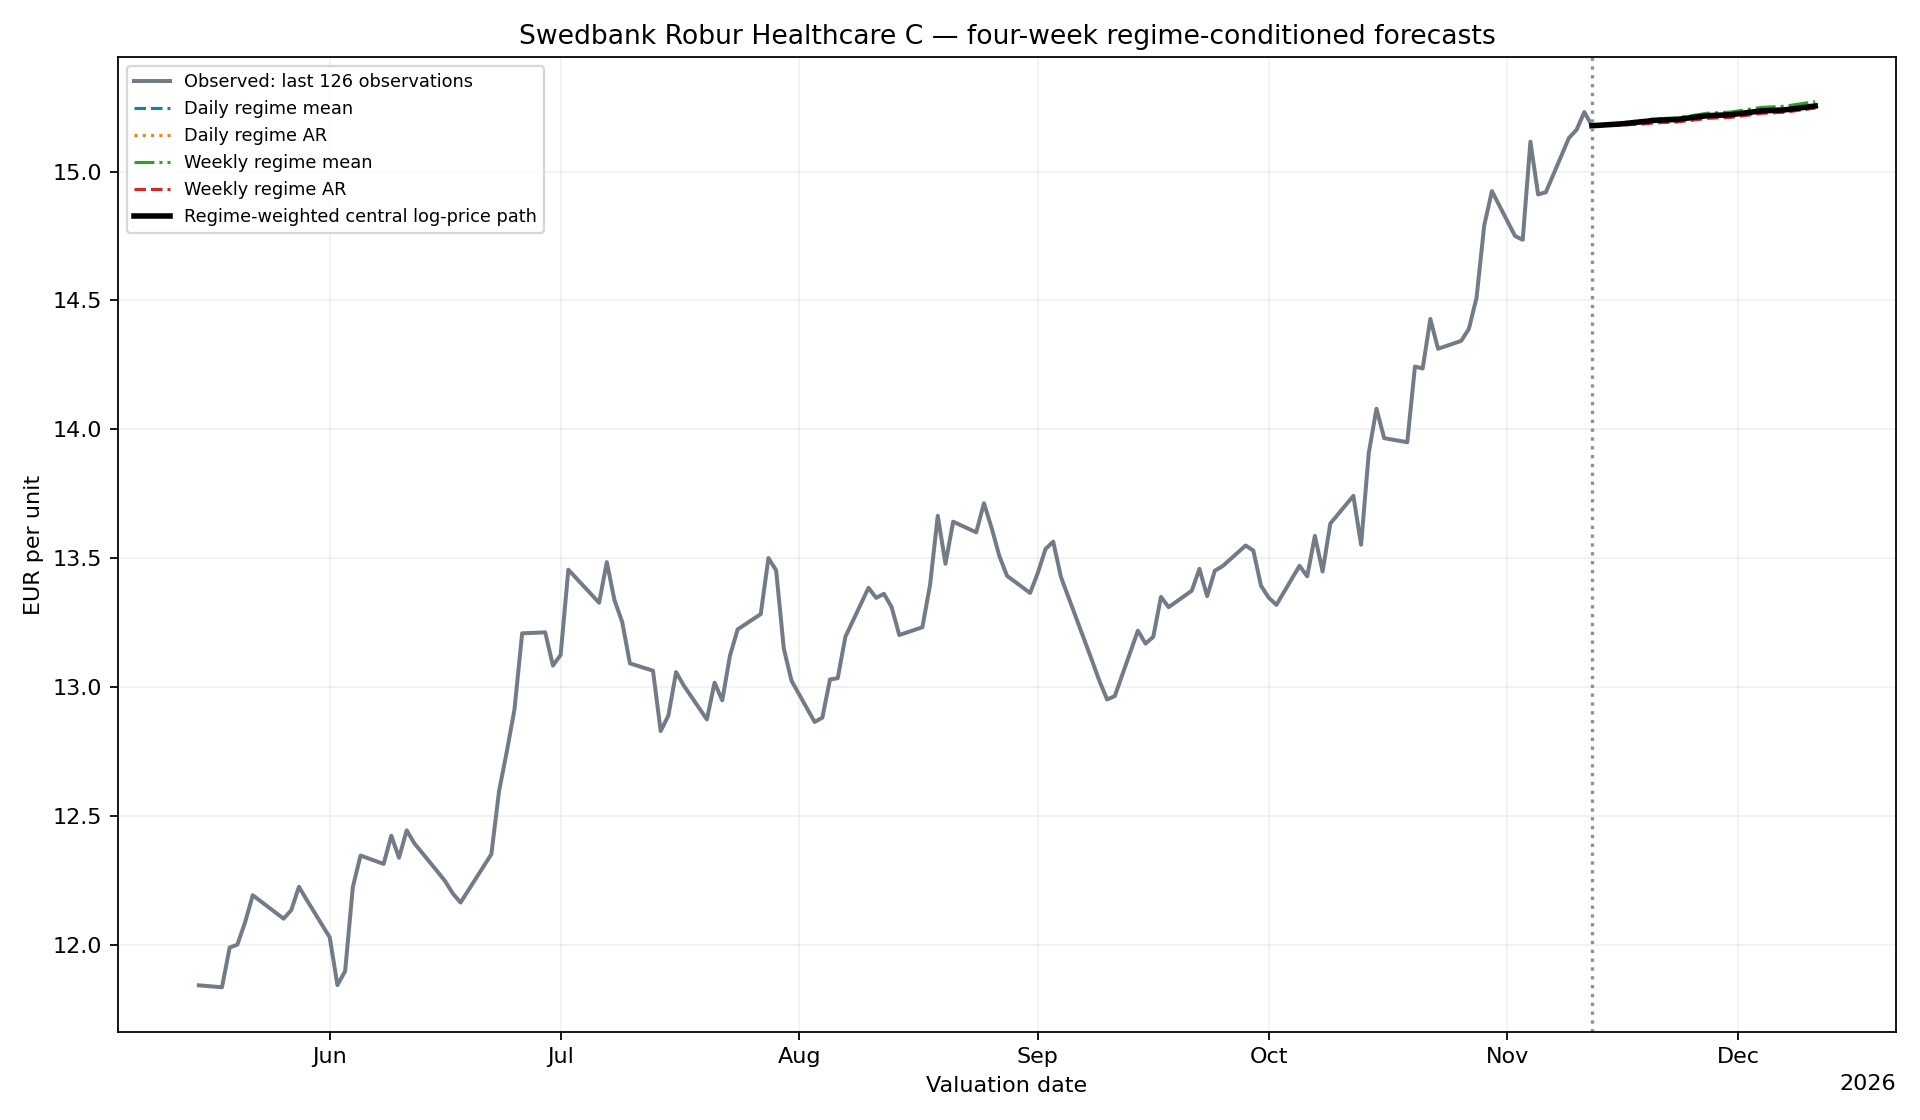 Swedbank Robur Healthcare C — four-week regime-conditioned forecasts
Observed: last 126 observations
Daily regime mean
Daily regime AR
Weekly regime mean
Weekly regime AR
Regime-weighted central log-price path
EUR per unit
15.0
14.5
14.0
13.5
13.0
12.5
12.0
Jun Jul Aug Sep Oct Nov Dec
Valuation date
2026